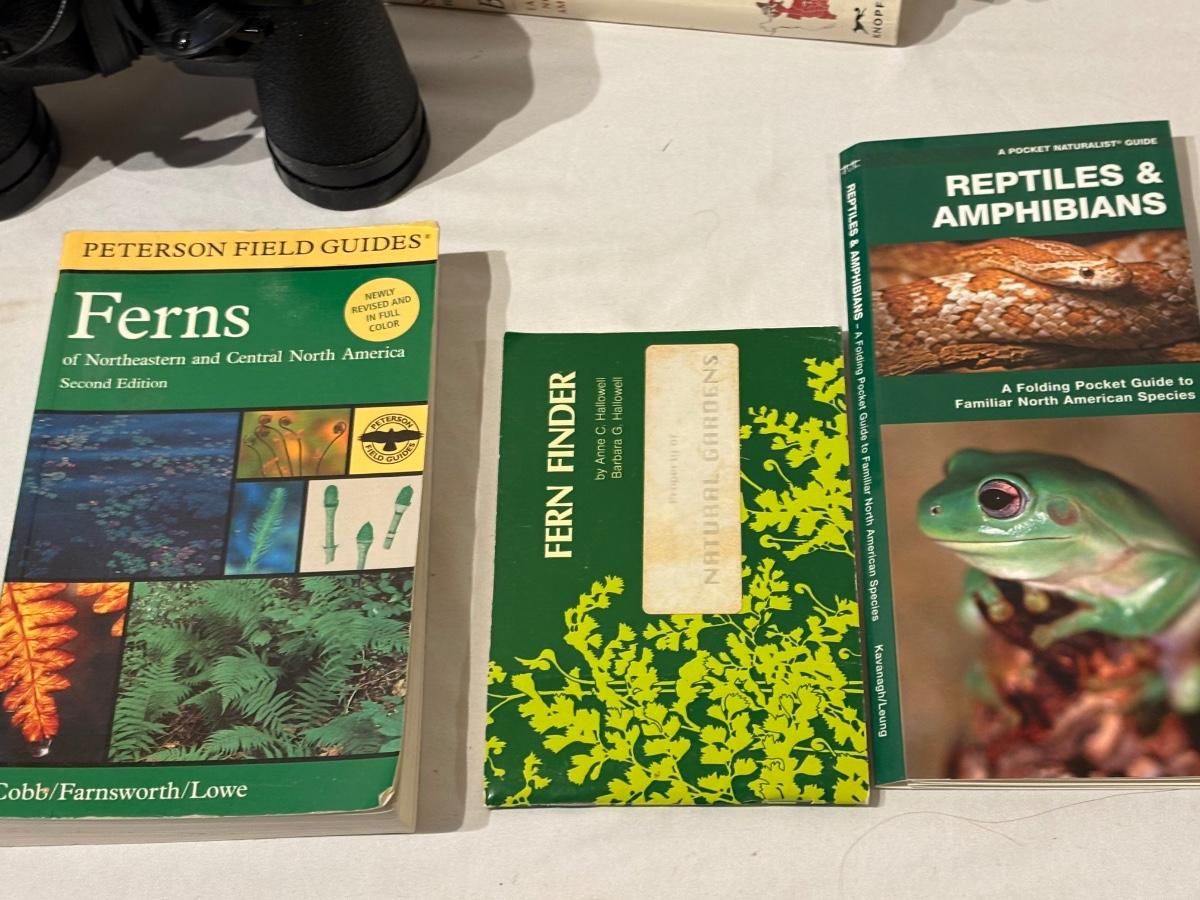 KNOPF
PETERSON FIELD GUIDES®
Ferns
of Northeastern and Central North America
Second Edition
NEWLY
REVISED AND
IN FULL
COLOR
PETERSON
FIELD GUIDES
Cobb/Farnsworth/Lowe
FERN FINDER
by Anne C. Hallowell
Barbara G. Hallowell
Property of
NATURAL GARDENS
REPTILES & AMPHIBIANS – A Folding Pocket Guide to Familiar North American Species
Kavanagh/Leung
A POCKET NATURALIST® GUIDE
REPTILES &
AMPHIBIANS
A Folding Pocket Guide to
Familiar North American Species